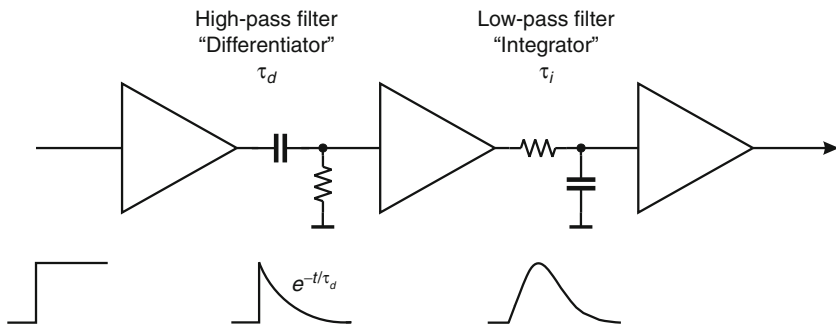 High-pass filter
“Differentiator”
τd
Low-pass filter
“Integrator”
τi
e−t/τd